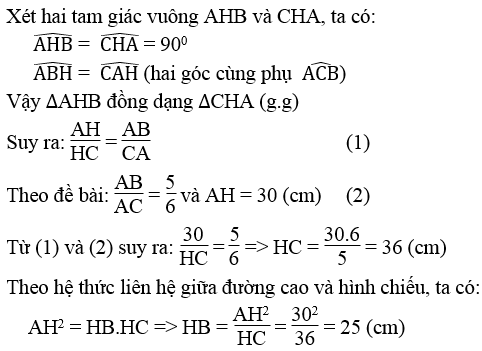 Xét hai tam giác vuông AHB và CHA, ta có:
$\widehat{AHB}$ = $\widehat{CHA}$ = 90⁰
$\widehat{ABH}$ = $\widehat{CAH}$ (hai góc cùng phụ $\widehat{ACB}$)
Vậy ΔAHB đồng dạng ΔCHA (g.g)
Suy ra: $\frac{AH}{HC}$ = $\frac{AB}{CA}$ (1)
Theo đề bài: $\frac{AB}{AC}$ = $\frac{5}{6}$ và AH = 30 (cm) (2)
Từ (1) và (2) suy ra: $\frac{30}{HC}$ = $\frac{5}{6}$ => HC = $\frac{30.6}{5}$ = 36 (cm)
Theo hệ thức liên hệ giữa đường cao và hình chiếu, ta có:
AH² = HB.HC => HB = $\frac{AH^2}{HC}$ = $\frac{30^2}{36}$ = 25 (cm)